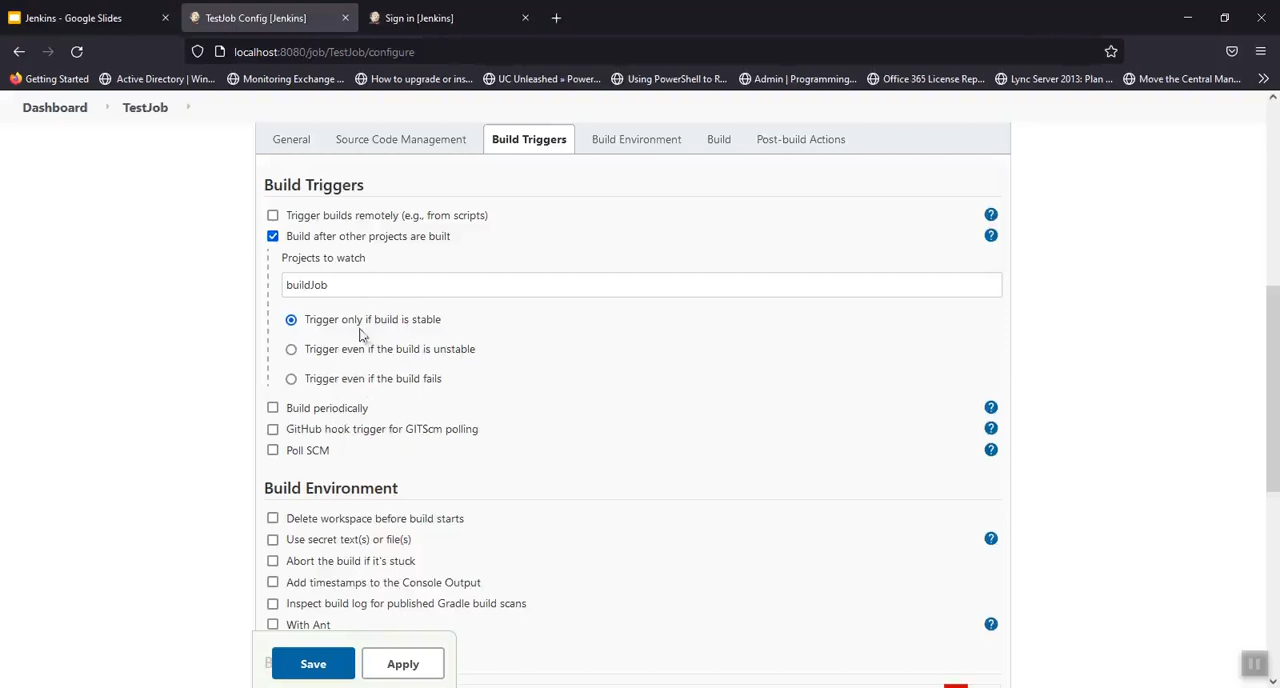 Jenkins - Google Slides
TestJob Config [Jenkins]
Sign in [Jenkins]
localhost:8080/job/TestJob/configure
Getting Started
Active Directory | Win...
Monitoring Exchange ...
How to upgrade or ins...
UC Unleashed » Power...
Using PowerShell to R...
Admin | Programming...
Office 365 License Rep...
Lync Server 2013: Plan ...
Move the Central Man...
Dashboard
TestJob
General
Source Code Management
Build Triggers
Build Environment
Build
Post-build Actions
Build Triggers
Trigger builds remotely (e.g., from scripts)
Build after other projects are built
Projects to watch
buildJob
Trigger only if build is stable
Trigger even if the build is unstable
Trigger even if the build fails
Build periodically
GitHub hook trigger for GITScm polling
Poll SCM
Build Environment
Delete workspace before build starts
Use secret text(s) or file(s)
Abort the build if it's stuck
Add timestamps to the Console Output
Inspect build log for published Gradle build scans
With Ant
Save
Apply